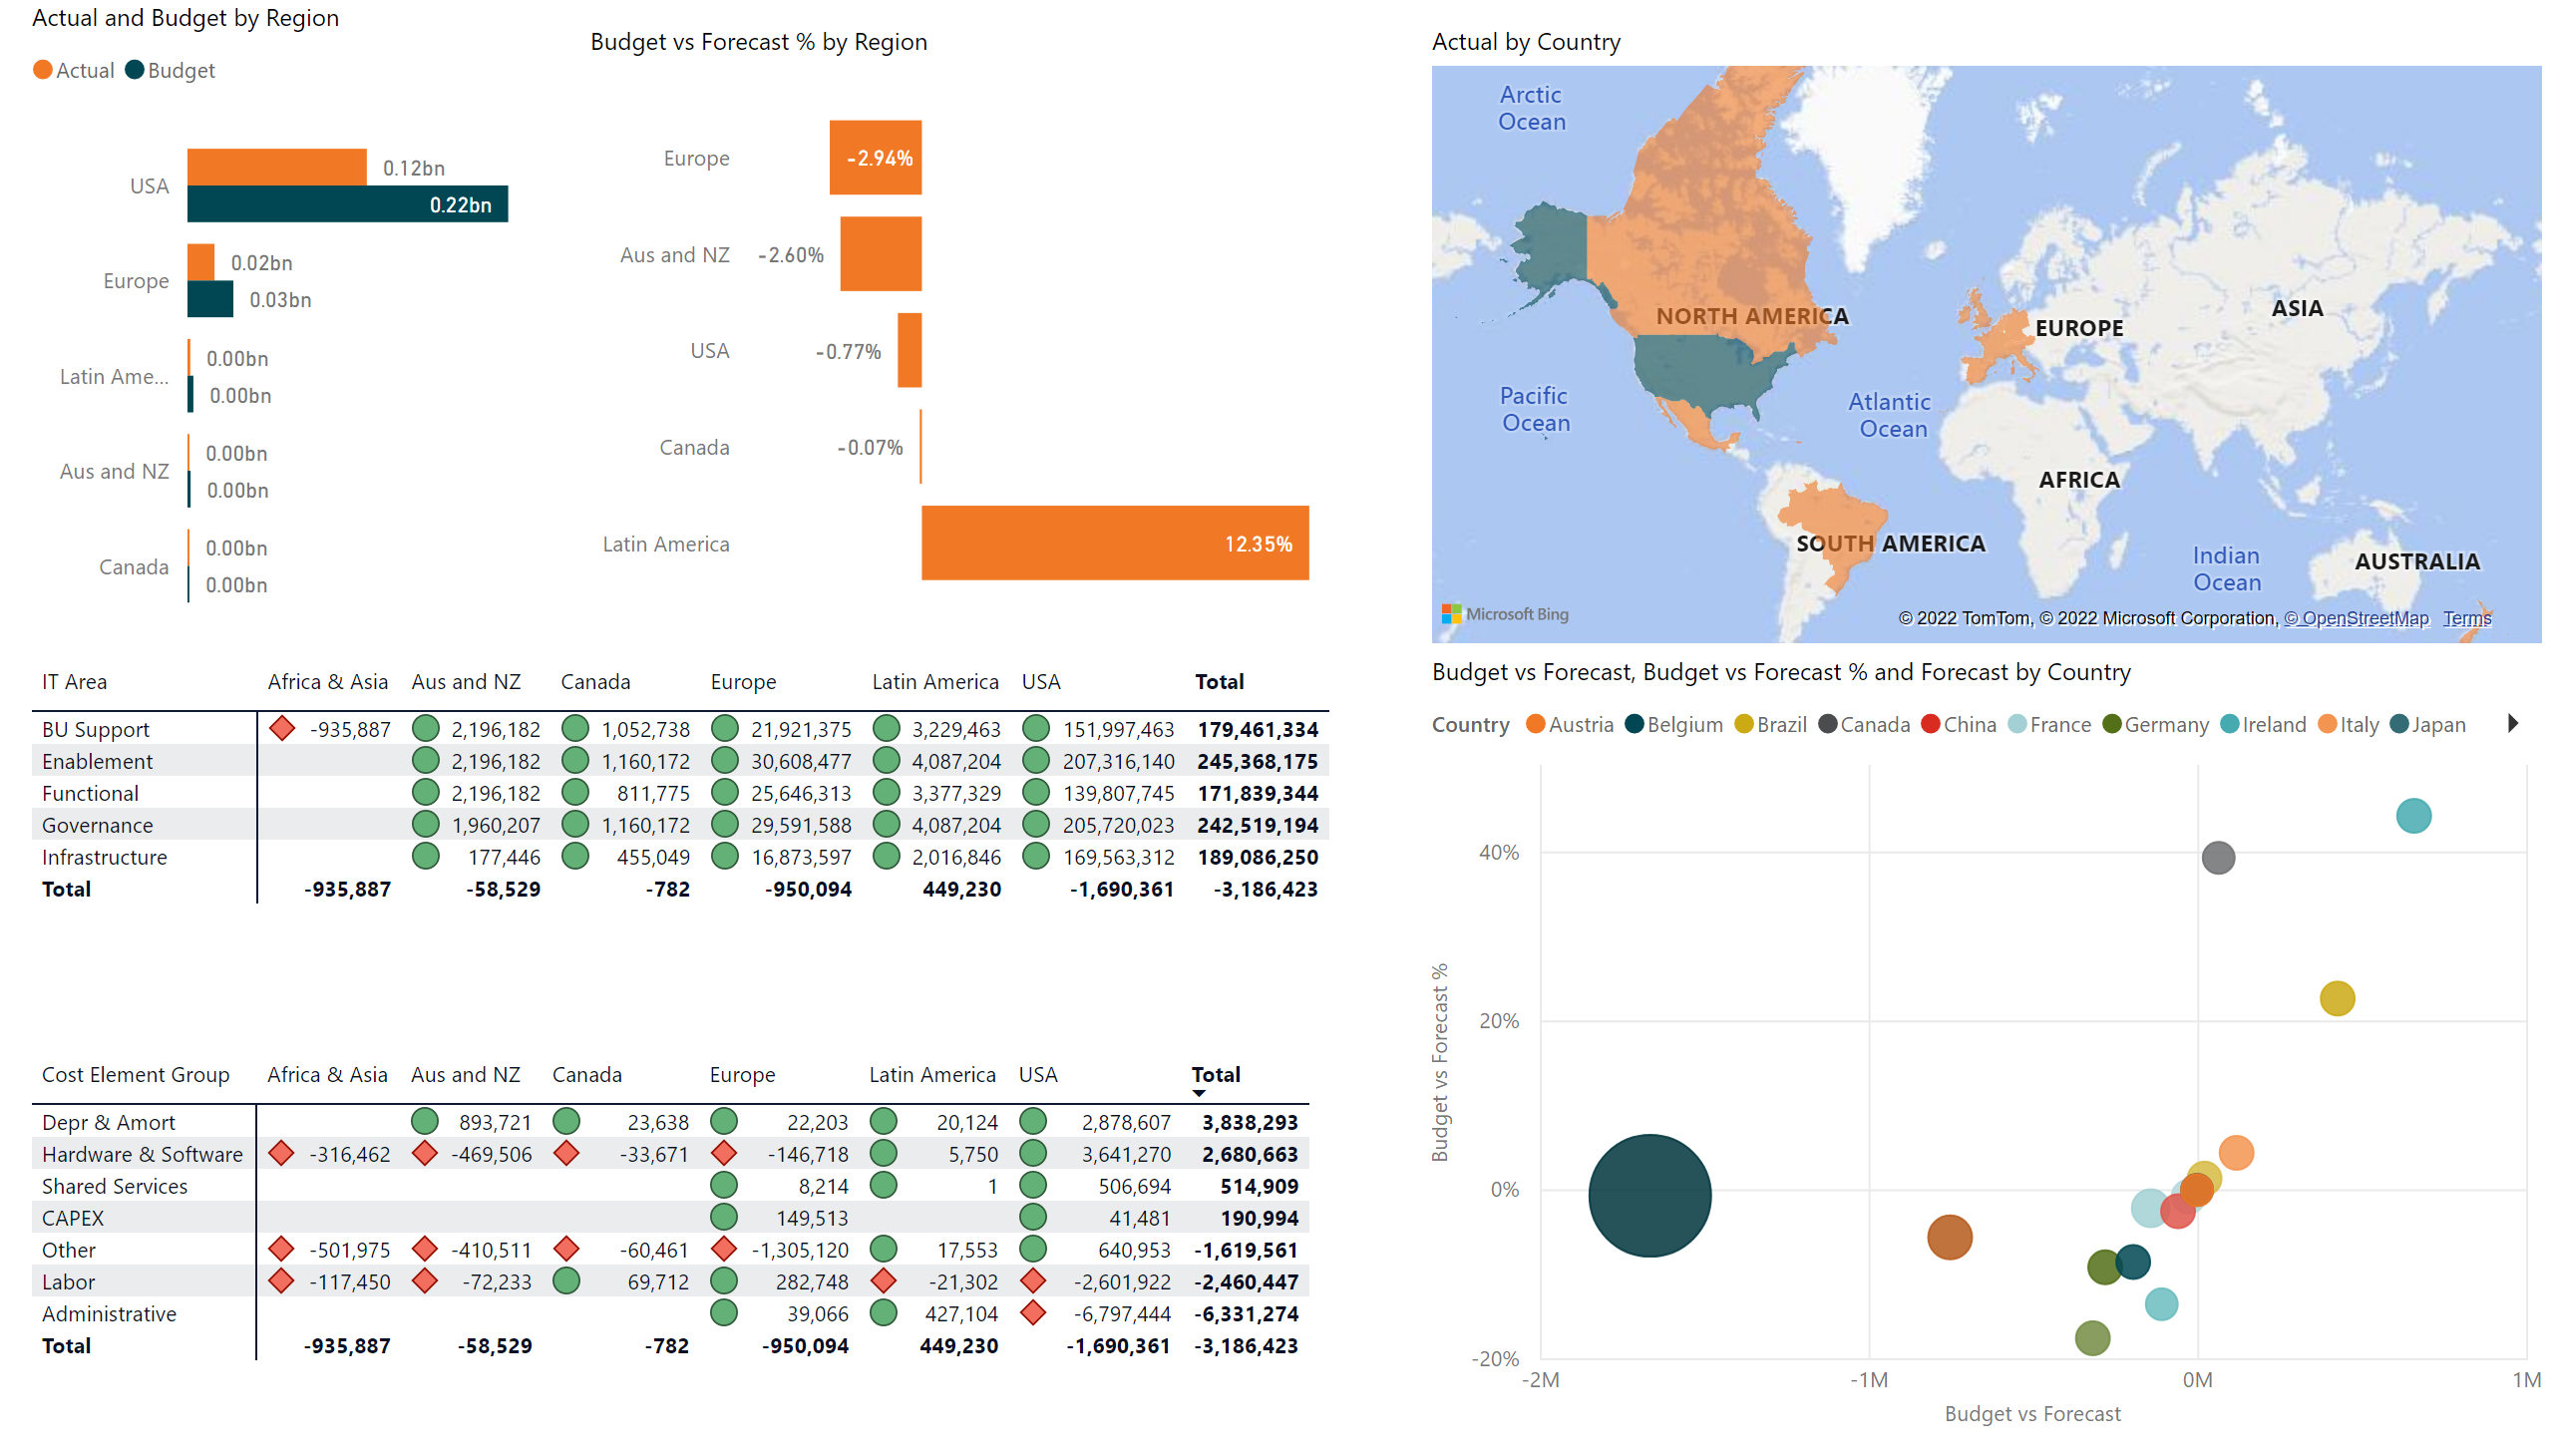 Actual and Budget by Region
Actual Budget
USA
0.12bn
0.22bn
Europe
0.02bn
0.03bn
Latin Ame...
0.00bn
0.00bn
Aus and NZ
0.00bn
0.00bn
Canada
0.00bn
0.00bn
Budget vs Forecast % by Region
Europe -2.94%
Aus and NZ -2.60%
USA -0.77%
Canada -0.07%
Latin America 12.35%
Actual by Country
Arctic
Ocean
NORTH AMERICA
EUROPE
ASIA
Pacific
Ocean
Atlantic
Ocean
AFRICA
SOUTH AMERICA
Indian
Ocean
AUSTRALIA
Microsoft Bing
© 2022 TomTom, © 2022 Microsoft Corporation, © OpenStreetMap Terms
IT Area Africa & Asia Aus and NZ Canada Europe Latin America USA Total
BU Support -935,887 2,196,182 1,052,738 21,921,375 3,229,463 151,997,463 179,461,334
Enablement 2,196,182 1,160,172 30,608,477 4,087,204 207,316,140 245,368,175
Functional 2,196,182 811,775 25,646,313 3,377,329 139,807,745 171,839,344
Governance 1,960,207 1,160,172 29,591,588 4,087,204 205,720,023 242,519,194
Infrastructure 177,446 455,049 16,873,597 2,016,846 169,563,312 189,086,250
Total -935,887 -58,529 -782 -950,094 449,230 -1,690,361 -3,186,423
Cost Element Group Africa & Asia Aus and NZ Canada Europe Latin America USA Total
Depr & Amort 893,721 23,638 22,203 20,124 2,878,607 3,838,293
Hardware & Software -316,462 -469,506 -33,671 -146,718 5,750 3,641,270 2,680,663
Shared Services 8,214 1 506,694 514,909
CAPEX 149,513 41,481 190,994
Other -501,975 -410,511 -60,461 -1,305,120 17,553 640,953 -1,619,561
Labor -117,450 -72,233 69,712 282,748 -21,302 -2,601,922 -2,460,447
Administrative 39,066 427,104 -6,797,444 -6,331,274
Total -935,887 -58,529 -782 -950,094 449,230 -1,690,361 -3,186,423
Budget vs Forecast, Budget vs Forecast % and Forecast by Country
Country Austria Belgium Brazil Canada China France Germany Ireland Italy Japan
Budget vs Forecast %
40%
20%
0%
-20%
-2M -1M 0M 1M
Budget vs Forecast